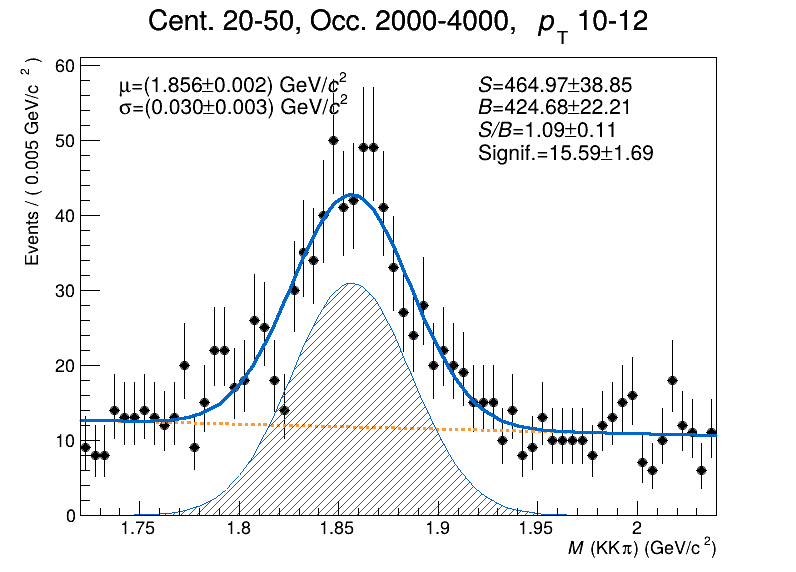 Cent. 20-50, Occ. 2000-4000, p_T 10-12
μ=(1.856±0.002) GeV/c²
σ=(0.030±0.003) GeV/c²
S=464.97±38.85
B=424.68±22.21
S/B=1.09±0.11
Signif.=15.59±1.69
Events / ( 0.005 GeV/c² )
60
50
40
30
20
10
0
1.75 1.8 1.85 1.9 1.95 2
M (KKπ) (GeV/c²)